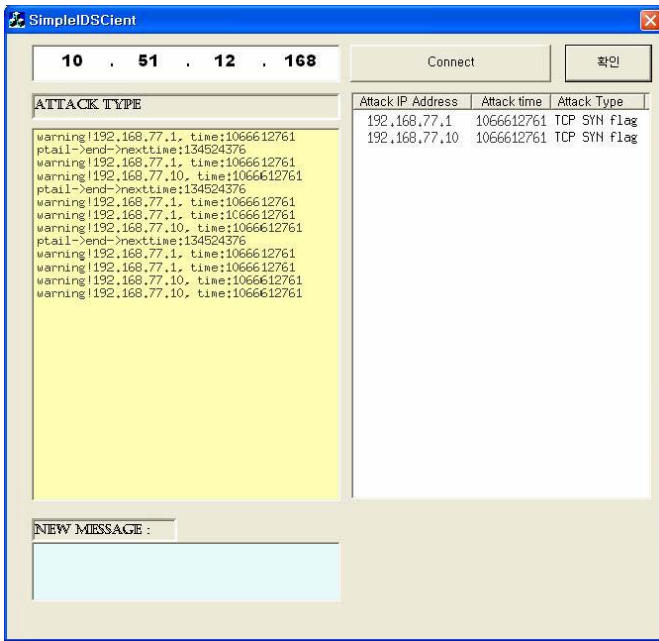 SimpleIDSCient
10 . 51 . 12 . 168
Connect
확인
ATTACK TYPE
warning!192.168.77.1, time:1066612761
ptail->end->nexttime:134524376
warning!192.168.77.1, time:1066612761
warning!192.168.77.10, time:1066612761
ptail->end->nexttime:134524376
warning!192.168.77.1, time:1066612761
warning!192.168.77.1, time:1066612761
warning!192.168.77.10, time:1066612761
ptail->end->nexttime:134524376
warning!192.168.77.1, time:1066612761
warning!192.168.77.1, time:1066612761
warning!192.168.77.10, time:1066612761
warning!192.168.77.10, time:1066612761
Attack IP Address Attack time Attack Type
192.168.77.1 1066612761 TCP SYN flag
192.168.77.10 1066612761 TCP SYN flag
NEW MESSAGE :